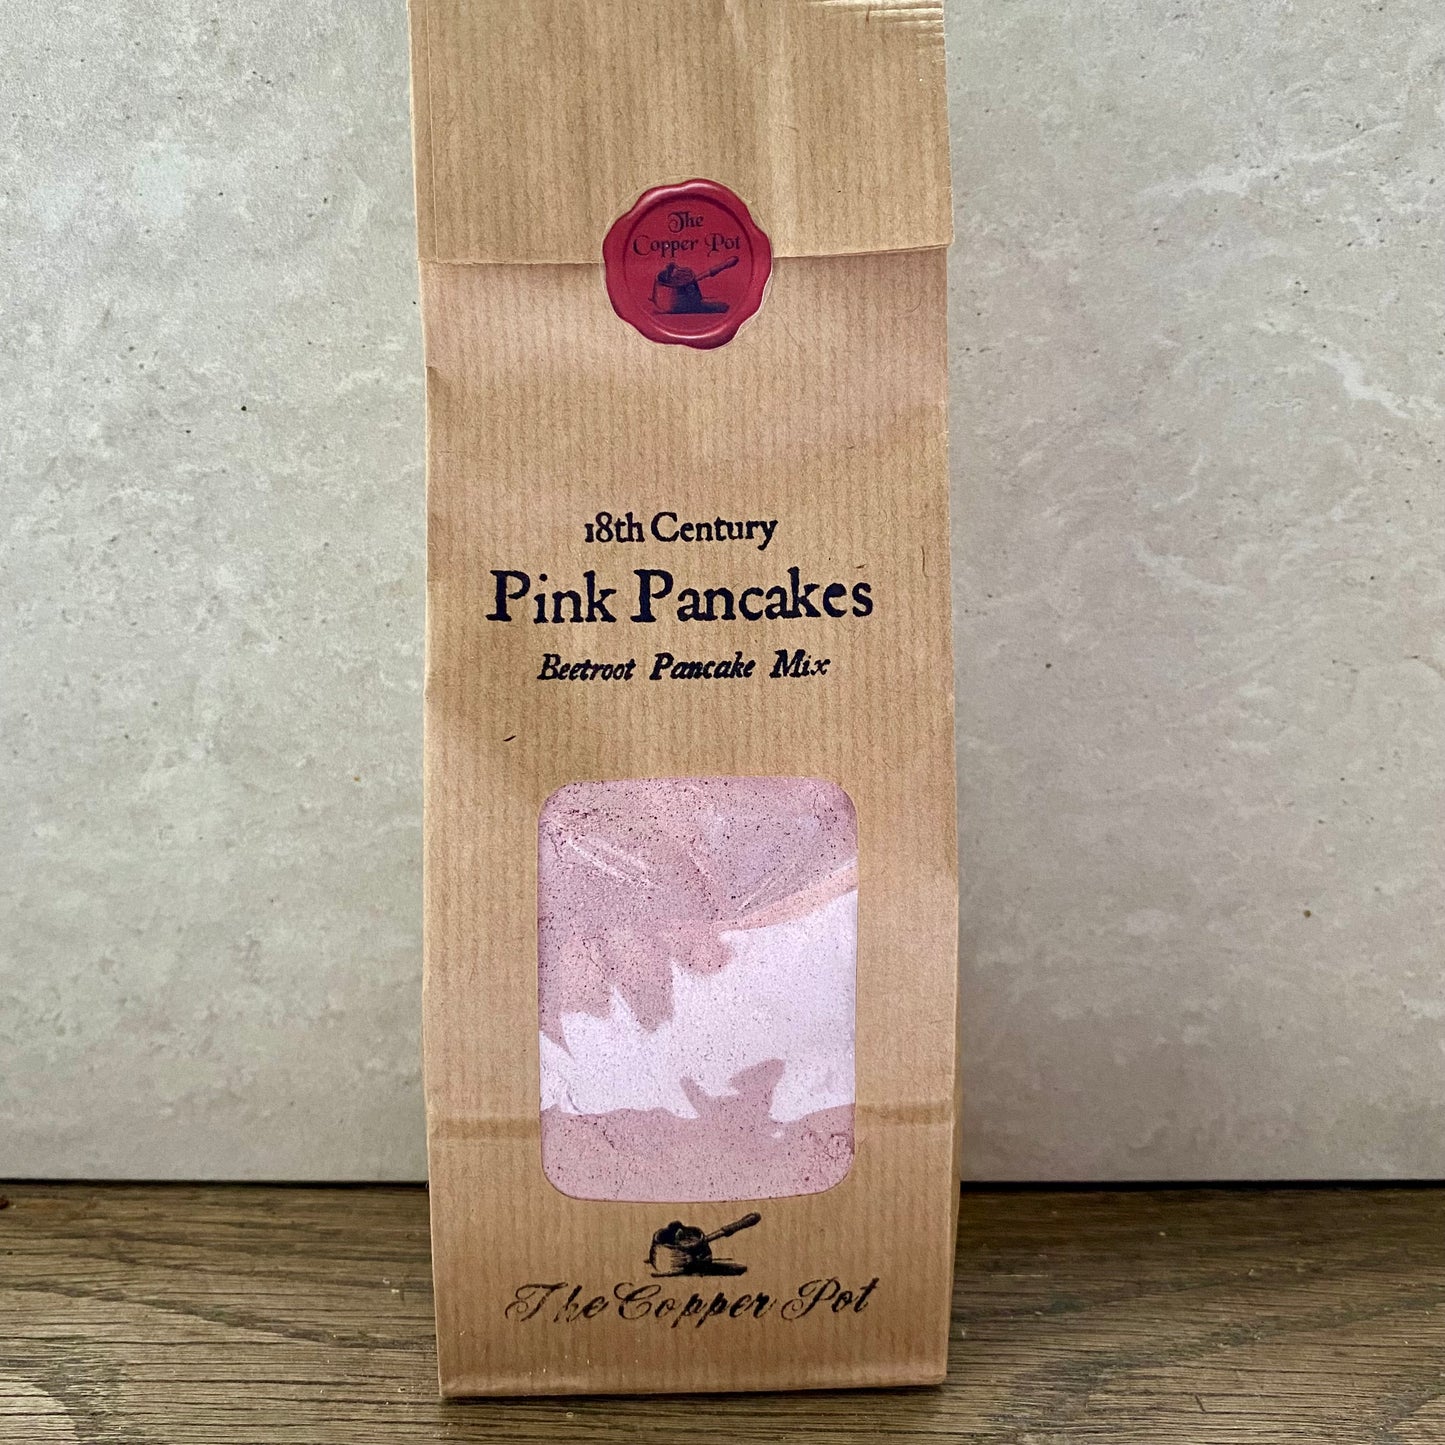 The
Copper Pot
18th Century
Pink Pancakes
Beetroot Pancake Mix
The Copper Pot